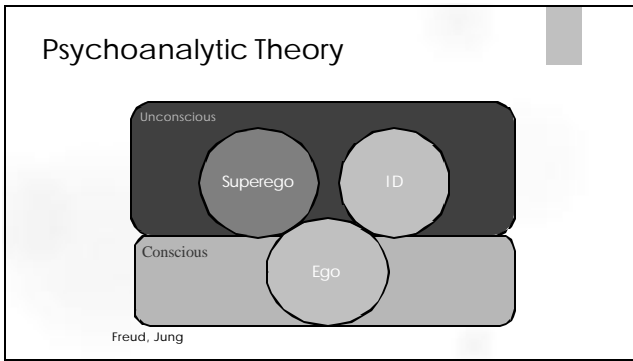 Psychoanalytic Theory
Unconscious
Superego
ID
Conscious
Ego
Freud, Jung